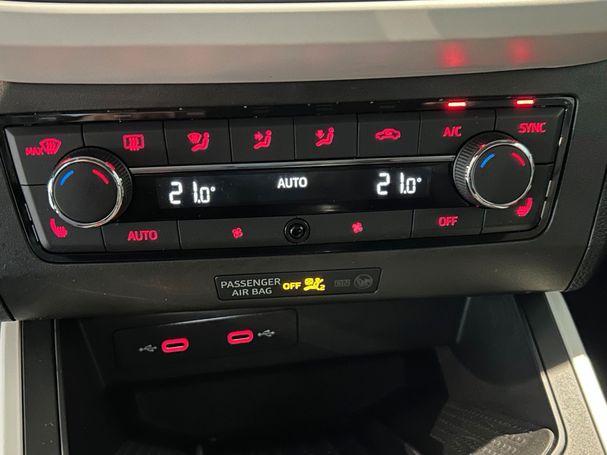 MAX
A/C
SYNC
21.0°
AUTO
21.0°
AUTO
OFF
PASSENGER
AIR BAG
OFF